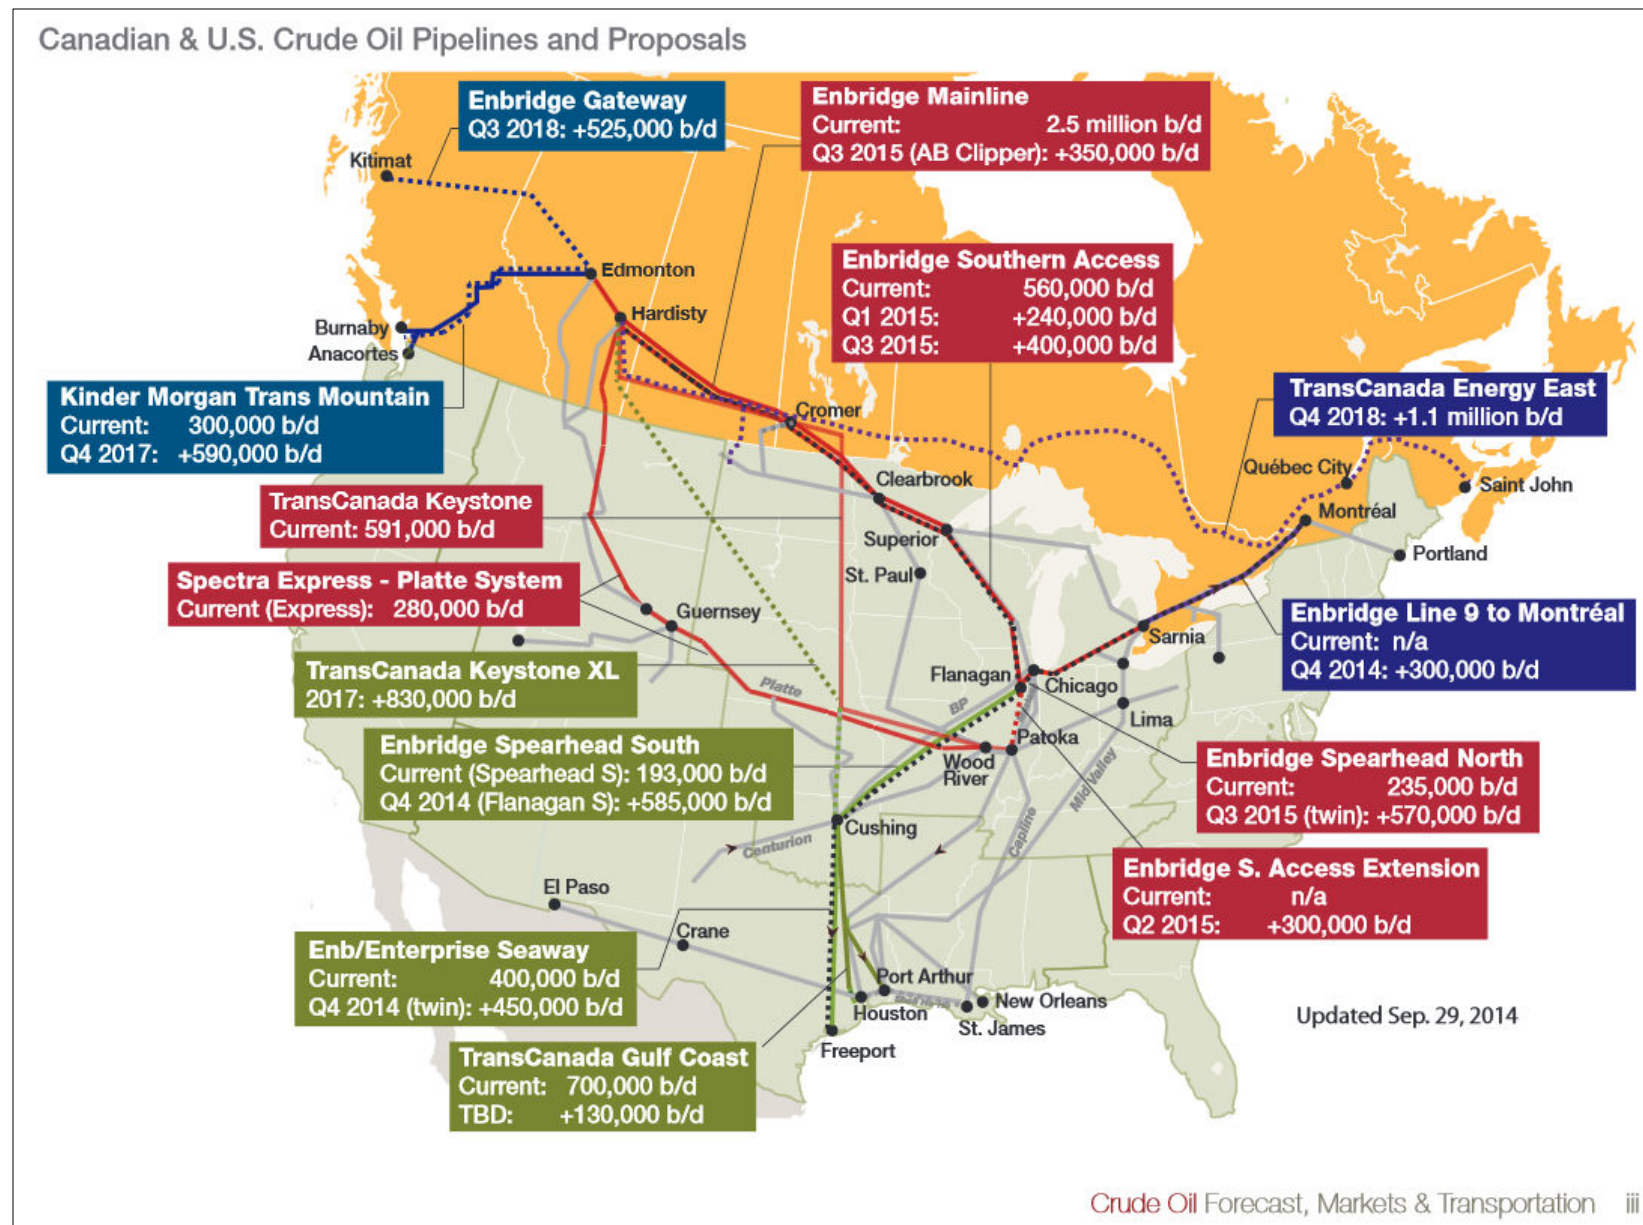 Canadian & U.S. Crude Oil Pipelines and Proposals
Enbridge Gateway
Q3 2018: +525,000 b/d
Enbridge Mainline
Current: 2.5 million b/d
Q3 2015 (AB Clipper): +350,000 b/d
Kitimat
Enbridge Southern Access
Current: 560,000 b/d
Q1 2015: +240,000 b/d
Q3 2015: +400,000 b/d
Edmonton
Hardisty
Burnaby
Anacortes
Kinder Morgan Trans Mountain
Current: 300,000 b/d
Q4 2017: +590,000 b/d
TransCanada Energy East
Q4 2018: +1.1 million b/d
Cromer
Clearbrook
Québec City
Saint John
Montréal
TransCanada Keystone
Current: 591,000 b/d
Superior
St. Paul
Portland
Spectra Express - Platte System
Current (Express): 280,000 b/d
Guernsey
Enbridge Line 9 to Montréal
Current: n/a
Q4 2014: +300,000 b/d
Sarnia
TransCanada Keystone XL
2017: +830,000 b/d
Flanagan
Chicago
Platte
BP
Lima
Enbridge Spearhead South
Current (Spearhead S): 193,000 b/d
Q4 2014 (Flanagan S): +585,000 b/d
Patoka
Wood
River
Enbridge Spearhead North
Current: 235,000 b/d
Q3 2015 (twin): +570,000 b/d
Mid Valley
Capline
Cushing
Centurion
Enbridge S. Access Extension
Current: n/a
Q2 2015: +300,000 b/d
El Paso
Crane
Enb/Enterprise Seaway
Current: 400,000 b/d
Q4 2014 (twin): +450,000 b/d
Port Arthur
Houston
New Orleans
St. James
Freeport
Updated Sep. 29, 2014
TransCanada Gulf Coast
Current: 700,000 b/d
TBD: +130,000 b/d
Crude Oil Forecast, Markets & Transportation iii